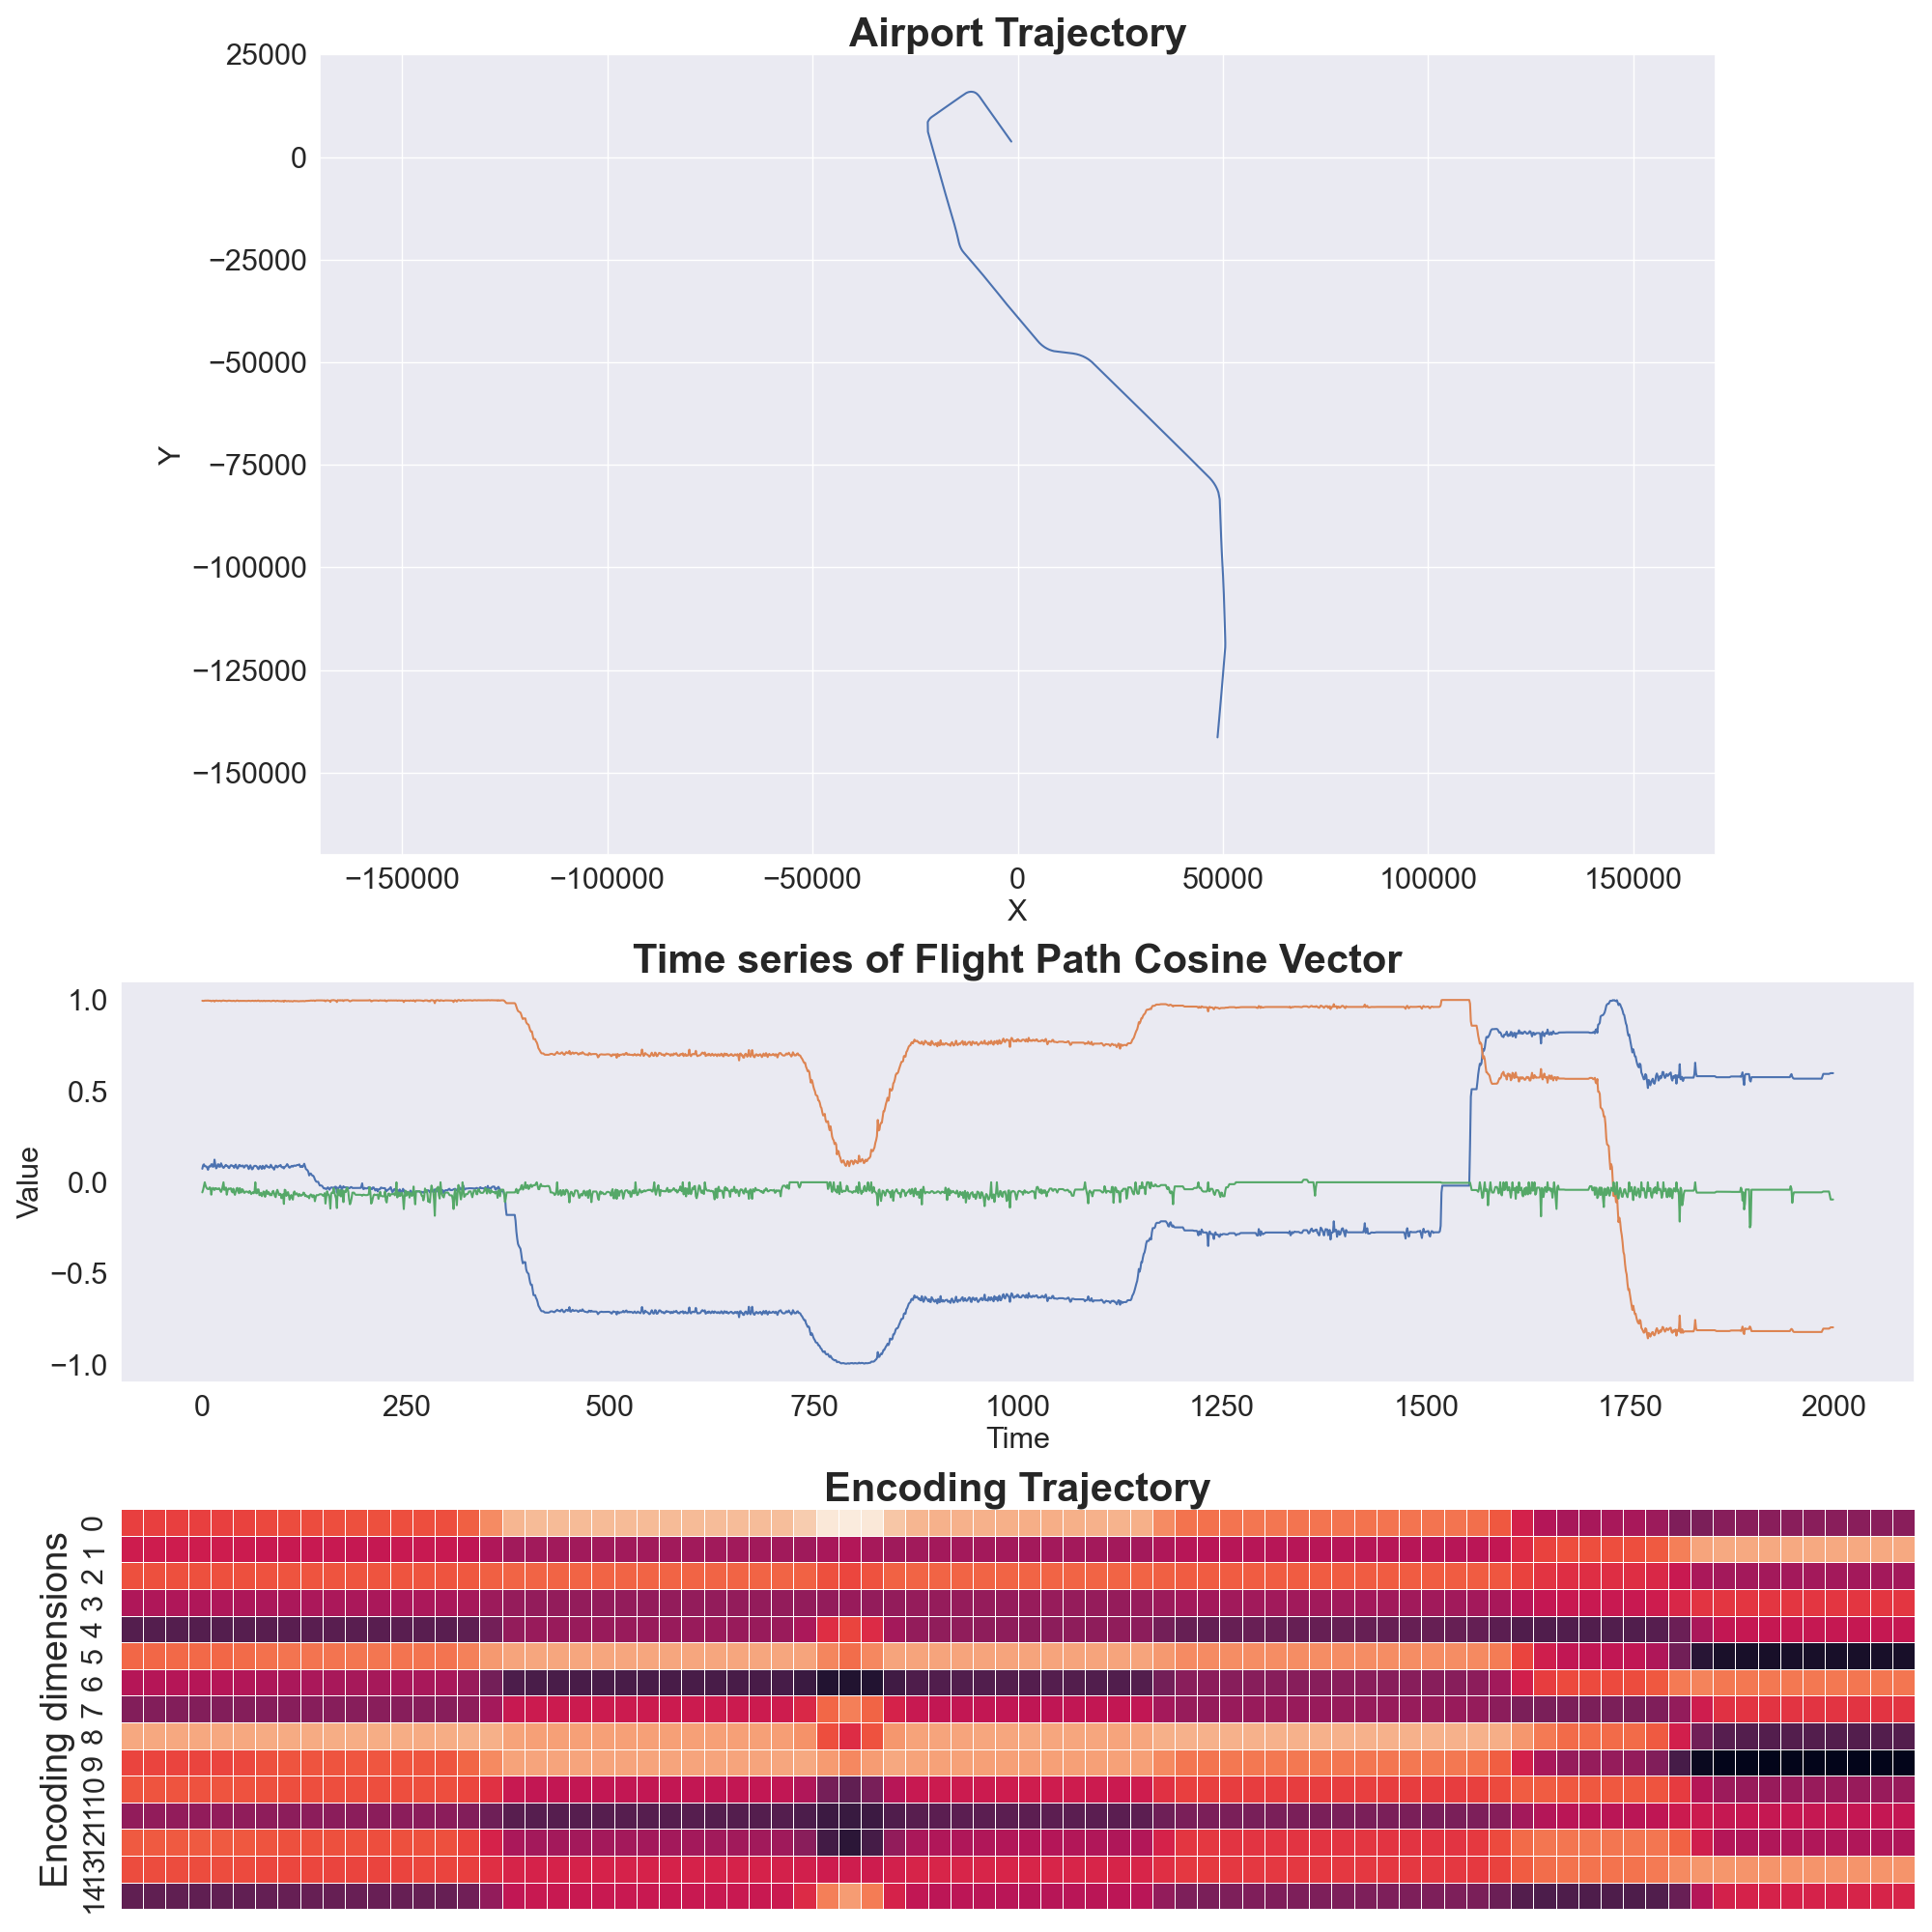 Airport Trajectory
25000
0
−25000
−50000
−75000
−100000
−125000
−150000
Y
−150000 −100000 −50000 0 50000 100000 150000
X
Time series of Flight Path Cosine Vector
1.0
0.5
0.0
−0.5
−1.0
Value
0 250 500 750 1000 1250 1500 1750 2000
Time
Encoding Trajectory
Encoding dimensions
0
1
2
3
4
5
6
7
8
9
10
11
12
13
14